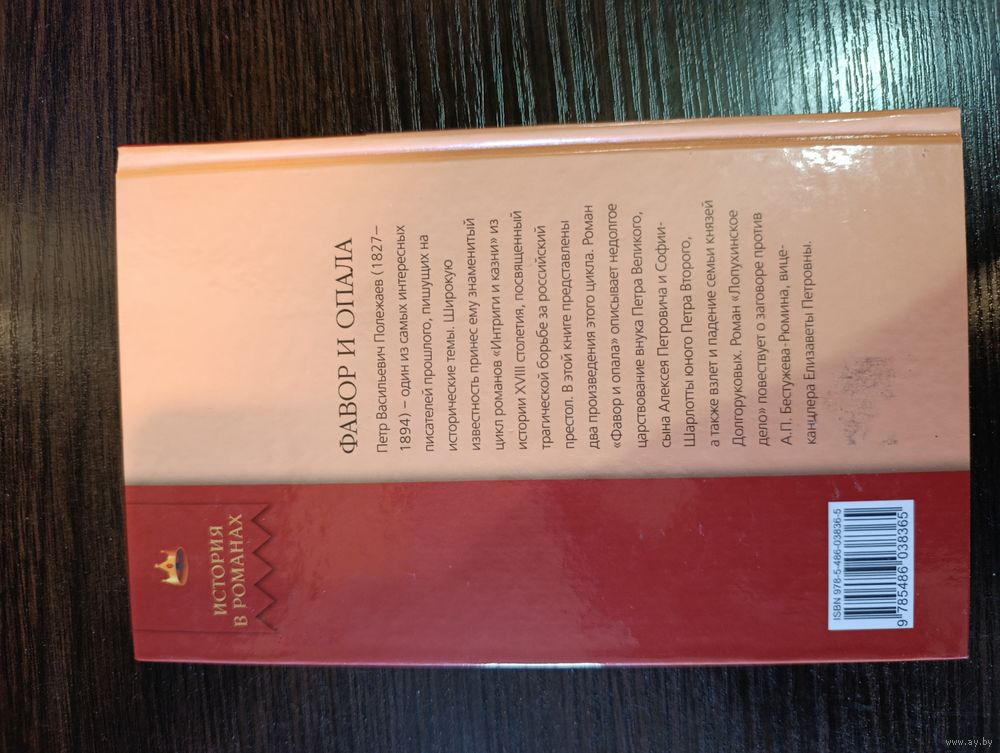 ИСТОРИЯ
В РОМАНАХ
ФАВОР И ОПАЛА
Петр Васильевич Полежаев (1827–
1894) – один из самых интересных
писателей прошлого, пишущих на
исторические темы. Широкую
известность принес ему знаменитый
цикл романов «Интриги и казни» из
истории XVIII столетия, посвященный
трагической борьбе за российский
престол. В этой книге представлены
два произведения этого цикла. Роман
«Фавор и опала» описывает недолгое
царствование внука Петра Великого,
сына Алексея Петровича и Софии-
Шарлотты юного Петра Второго,
а также взлет и падение семьи князей
Долгоруковых. Роман «Лопухинское
дело» повествует о заговоре против
А.П. Бестужева-Рюмина, вице-
канцлера Елизаветы Петровны.
ISBN 978-5-486-03836-5
9 785486 038365
www.ay.by